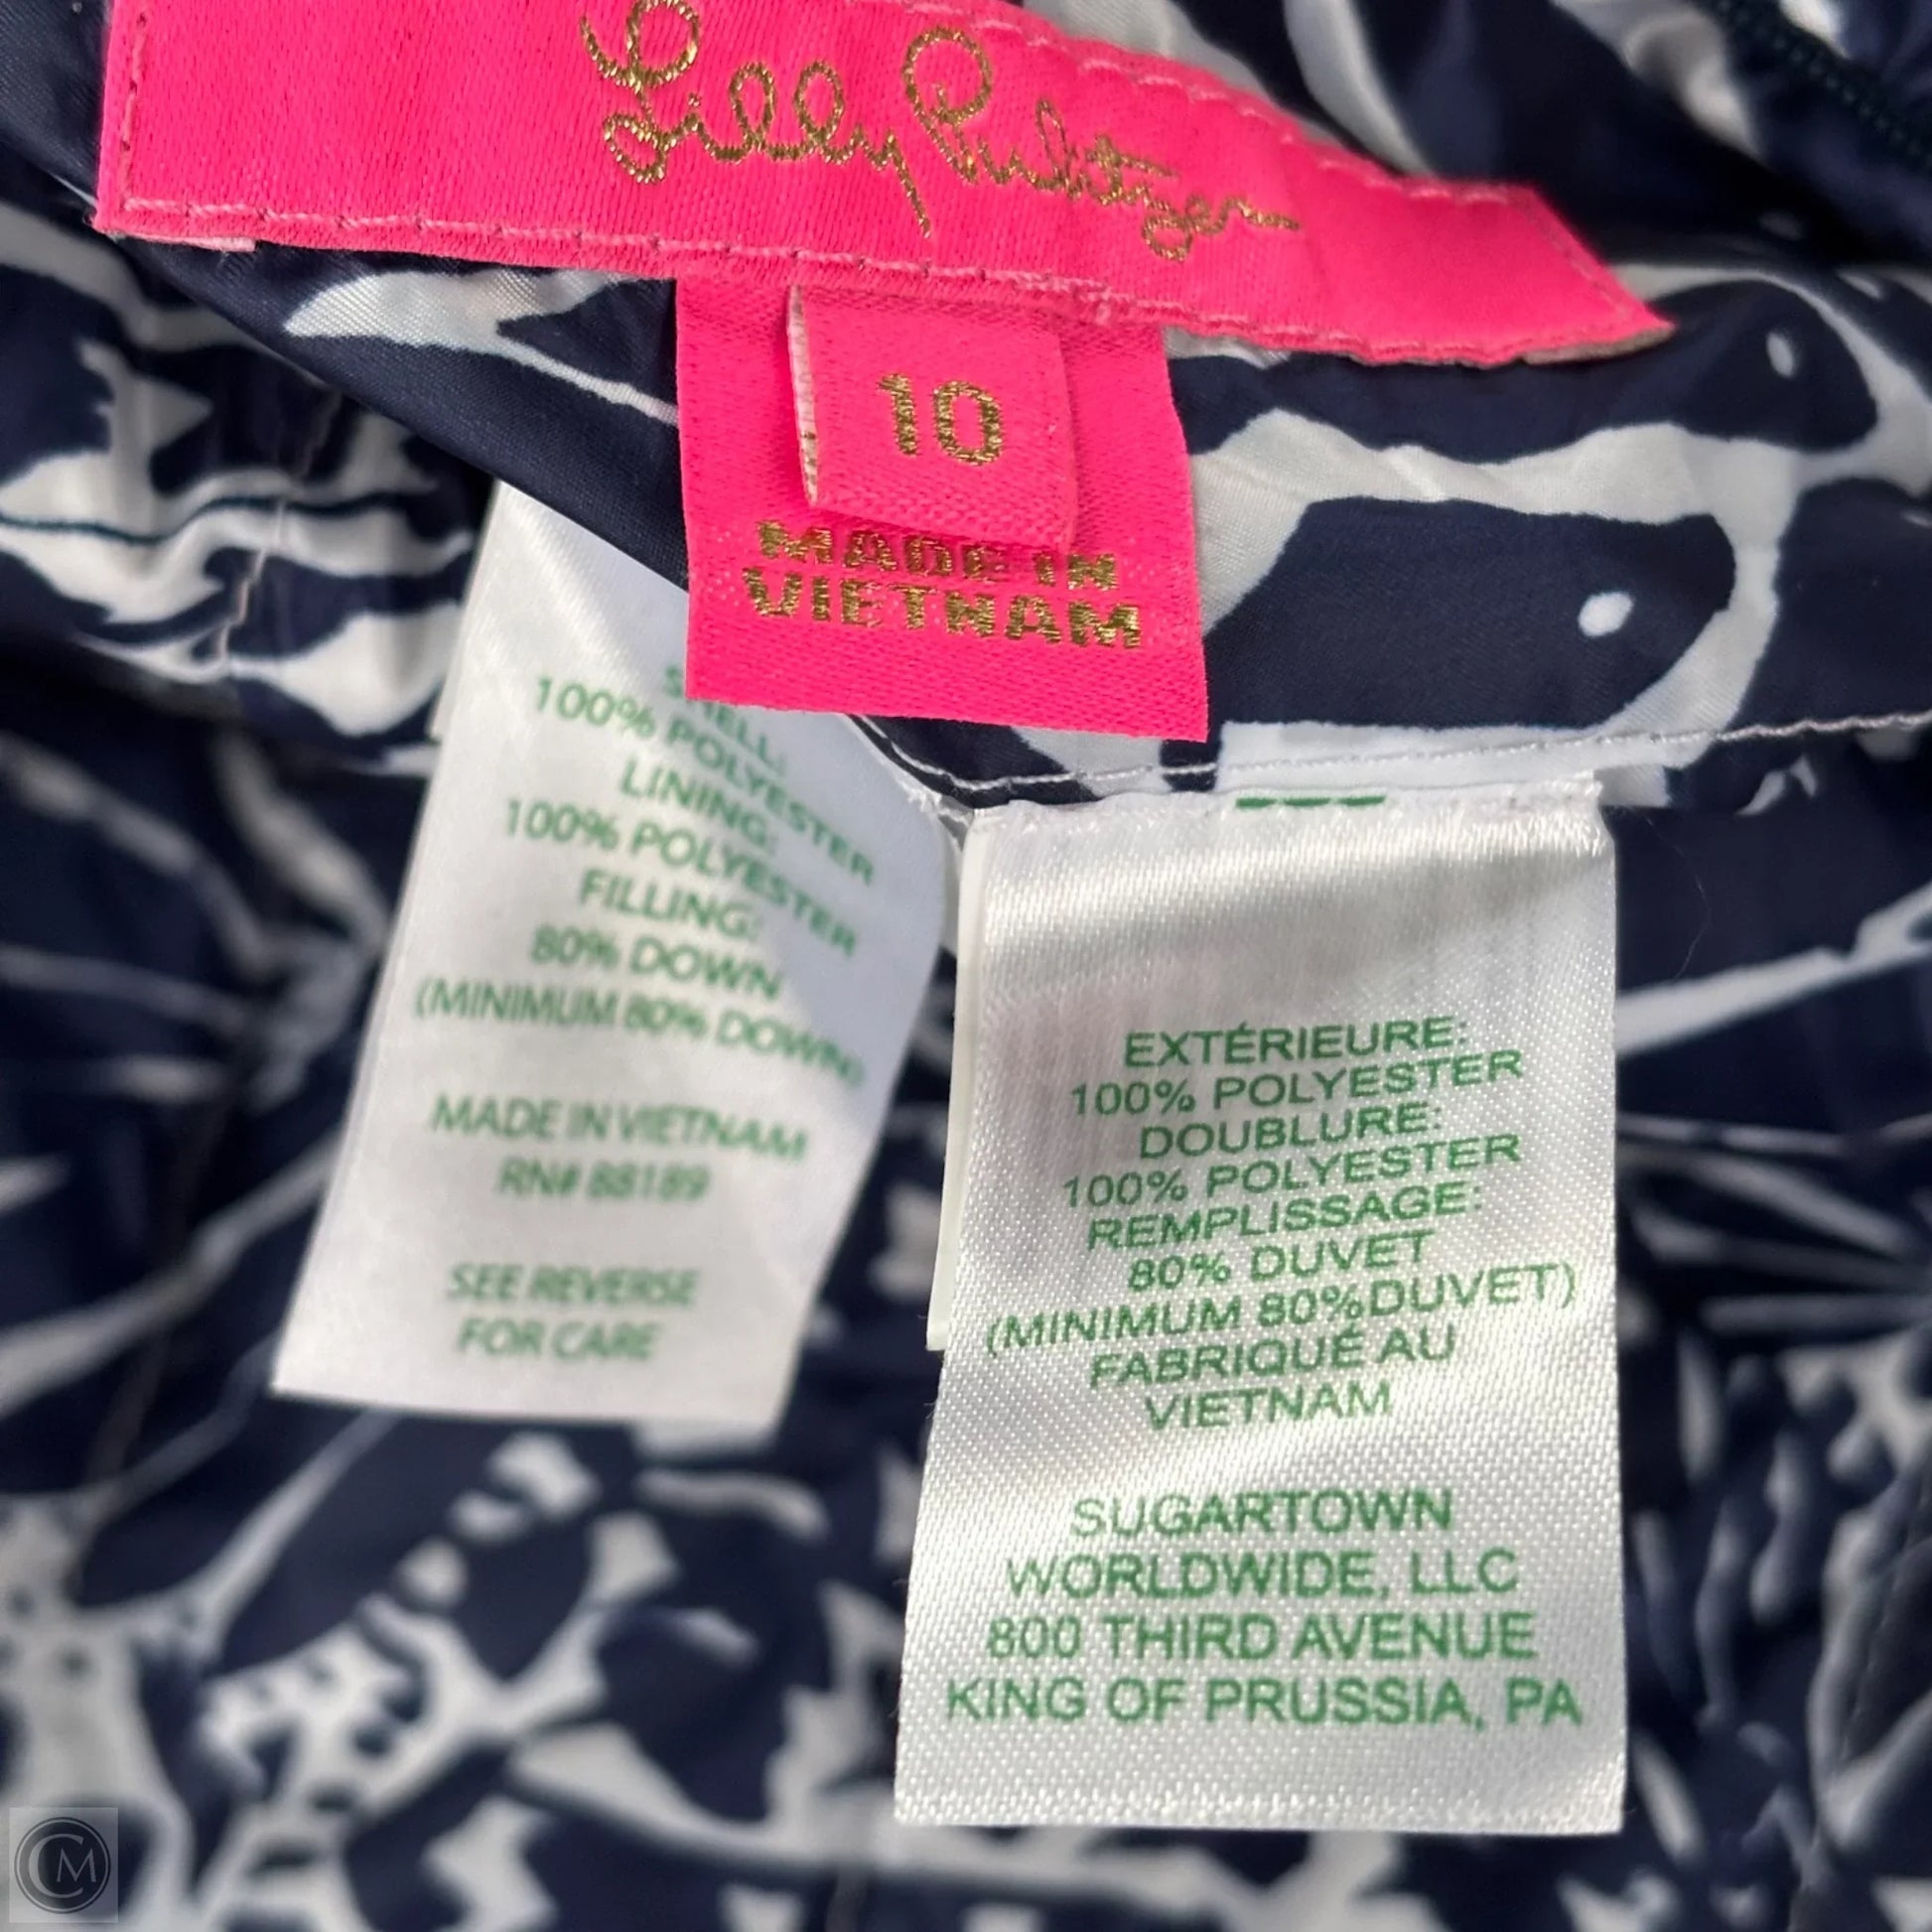 Lilly Pulitzer
10
MADE IN
VIETNAM
SHELL:
100% POLYESTER
LINING:
100% POLYESTER
FILLING:
80% DOWN
(MINIMUM 80% DOWN)
MADE IN VIETNAM
RN# 88189
SEE REVERSE
FOR CARE
EXTÉRIEURE:
100% POLYESTER
DOUBLURE:
100% POLYESTER
REMPLISSAGE:
80% DUVET
(MINIMUM 80%DUVET)
FABRIQUÉ AU
VIETNAM
SUGARTOWN
WORLDWIDE, LLC
800 THIRD AVENUE
KING OF PRUSSIA, PA
CM